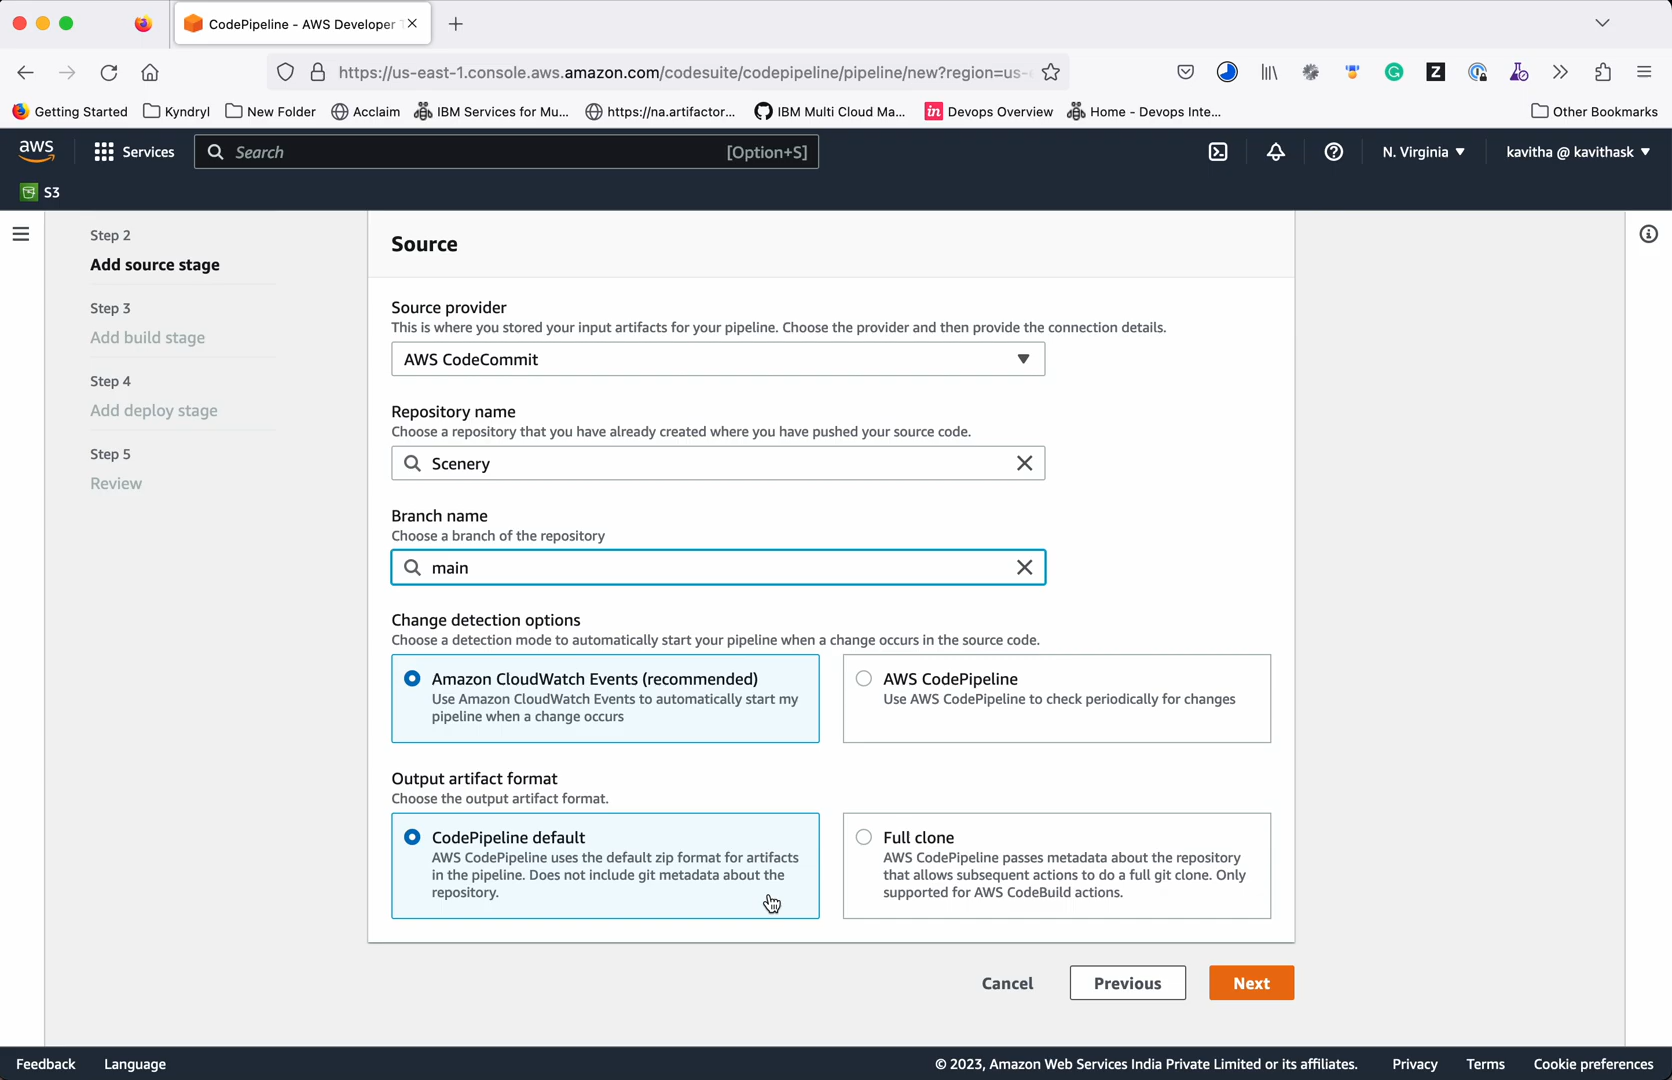 CodePipeline - AWS Developer T
https://us-east-1.console.aws.amazon.com/codesuite/codepipeline/pipeline/new?region=us-
Getting Started
Kyndryl
New Folder
Acclaim
IBM Services for Mu...
https://na.artifactor...
IBM Multi Cloud Ma...
in
Devops Overview
Home - Devops Inte...
Other Bookmarks
aws
Services
Search
[Option+S]
N. Virginia
kavitha @ kavithask
S3
Step 2
Add source stage
Step 3
Add build stage
Step 4
Add deploy stage
Step 5
Review
Source
Source provider
This is where you stored your input artifacts for your pipeline. Choose the provider and then provide the connection details.
AWS CodeCommit
Repository name
Choose a repository that you have already created where you have pushed your source code.
Scenery
Branch name
Choose a branch of the repository
main
Change detection options
Choose a detection mode to automatically start your pipeline when a change occurs in the source code.
Amazon CloudWatch Events (recommended)
Use Amazon CloudWatch Events to automatically start my
pipeline when a change occurs
AWS CodePipeline
Use AWS CodePipeline to check periodically for changes
Output artifact format
Choose the output artifact format.
CodePipeline default
AWS CodePipeline uses the default zip format for artifacts
in the pipeline. Does not include git metadata about the
repository.
Full clone
AWS CodePipeline passes metadata about the repository
that allows subsequent actions to do a full git clone. Only
supported for AWS CodeBuild actions.
Cancel
Previous
Next
Feedback
Language
© 2023, Amazon Web Services India Private Limited or its affiliates.
Privacy
Terms
Cookie preferences